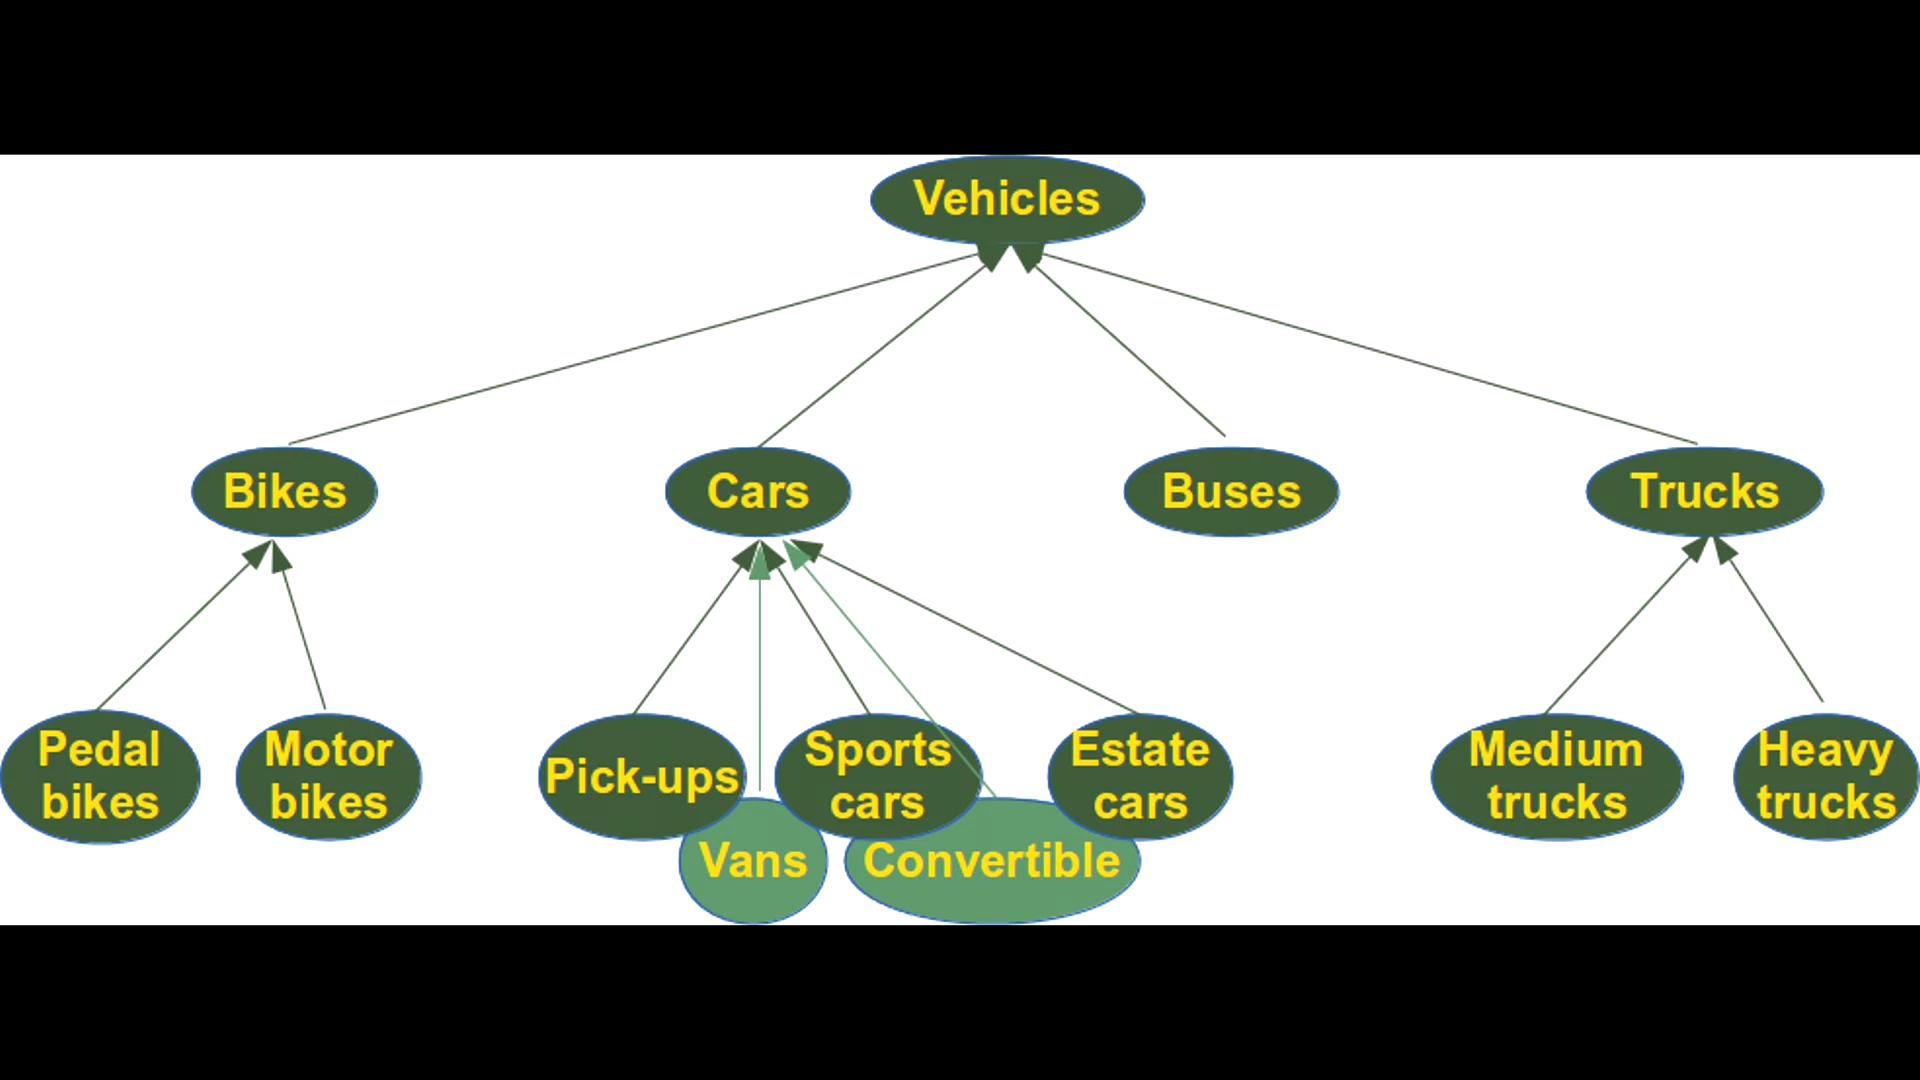 Vehicles
Bikes
Cars
Buses
Trucks
Pedal
bikes
Motor
bikes
Pick-ups
Sports
cars
Estate
cars
Medium
trucks
Heavy
trucks
Vans
Convertible